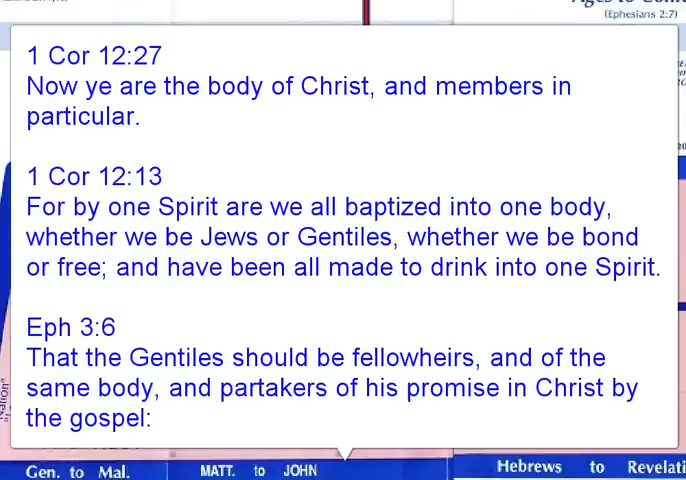 Ages to Come
(Ephesians 2:7)
1 Cor 12:27
Now ye are the body of Christ, and members in
particular.
1 Cor 12:13
For by one Spirit are we all baptized into one body,
whether we be Jews or Gentiles, whether we be bond
or free; and have been all made to drink into one Spirit.
Eph 3:6
That the Gentiles should be fellowheirs, and of the
same body, and partakers of his promise in Christ by
the gospel:
Nation"
Gen. to Mal.
MATT. to JOHN
Hebrews to Revelati